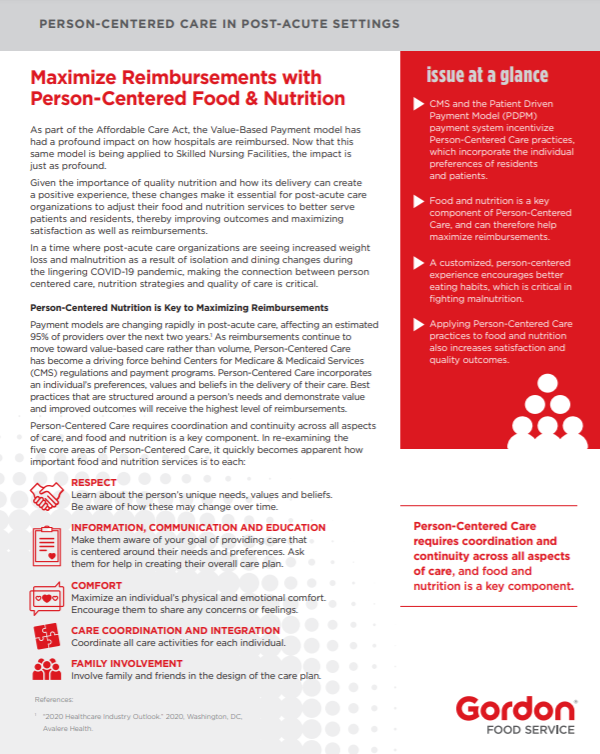 PERSON-CENTERED CARE IN POST-ACUTE SETTINGS
Maximize Reimbursements with
Person-Centered Food & Nutrition
As part of the Affordable Care Act, the Value-Based Payment model has
had a profound impact on how hospitals are reimbursed. Now that this
same model is being applied to Skilled Nursing Facilities, the impact is
just as profound.
Given the importance of quality nutrition and how its delivery can create
a positive experience, these changes make it essential for post-acute care
organizations to adjust their food and nutrition services to better serve
patients and residents, thereby improving outcomes and maximizing
satisfaction as well as reimbursements.
In a time where post-acute care organizations are seeing increased weight
loss and malnutrition as a result of isolation and dining changes during
the lingering COVID-19 pandemic, making the connection between person
centered care, nutrition strategies and quality of care is critical.
Person-Centered Nutrition is Key to Maximizing Reimbursements
Payment models are changing rapidly in post-acute care, affecting an estimated
95% of providers over the next two years.¹ As reimbursements continue to
move toward value-based care rather than volume, Person-Centered Care
has become a driving force behind Centers for Medicare & Medicaid Services
(CMS) regulations and payment programs. Person-Centered Care incorporates
an individual's preferences, values and beliefs in the delivery of their care. Best
practices that are structured around a person's needs and demonstrate value
and improved outcomes will receive the highest level of reimbursements.
Person-Centered Care requires coordination and continuity across all aspects
of care, and food and nutrition is a key component. In re-examining the
five core areas of Person-Centered Care, it quickly becomes apparent how
important food and nutrition services is to each:
RESPECT
Learn about the person's unique needs, values and beliefs.
Be aware of how these may change over time.
INFORMATION, COMMUNICATION AND EDUCATION
Make them aware of your goal of providing care that
is centered around their needs and preferences. Ask
them for help in creating their overall care plan.
COMFORT
Maximize an individual's physical and emotional comfort.
Encourage them to share any concerns or feelings.
CARE COORDINATION AND INTEGRATION
Coordinate all care activities for each individual.
FAMILY INVOLVEMENT
Involve family and friends in the design of the care plan.
References:
¹ "2020 Healthcare Industry Outlook." 2020, Washington, DC,
Avalere Health.
issue at a glance
CMS and the Patient Driven
Payment Model (PDPM)
payment system incentivize
Person-Centered Care practices,
which incorporate the individual
preferences of residents
and patients.
Food and nutrition is a key
component of Person-Centered
Care, and can therefore help
maximize reimbursements.
A customized, person-centered
experience encourages better
eating habits, which is critical in
fighting malnutrition.
Applying Person-Centered Care
practices to food and nutrition
also increases satisfaction and
quality outcomes.
Person-Centered Care
requires coordination and
continuity across all aspects
of care, and food and
nutrition is a key component.
Gordon®
FOOD SERVICE